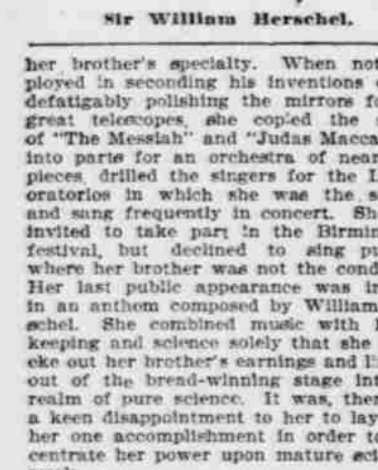 Sir William Herschel.
her brother's specialty. When not
ployed in seconding his inventions
defatigably polishing the mirrors
great telescopes, she copied the
of "The Messiah" and "Judas Macca
into parts for an orchestra of near
pieces, drilled the singers for the
oratorios in which she was the
and sang frequently in concert. Sh
invited to take part in the Birmin
festival, but declined to sing pu
where her brother was not the cond
Her last public appearance was in
in an anthem composed by William
schel. She combined music with
keeping and science solely that she
eke out her brother's earnings and
out of the bread-winning stage int
realm of pure science. It was, ther
a keen disappointment to her to lay
her one accomplishment in order to
centrate her power upon mature sci